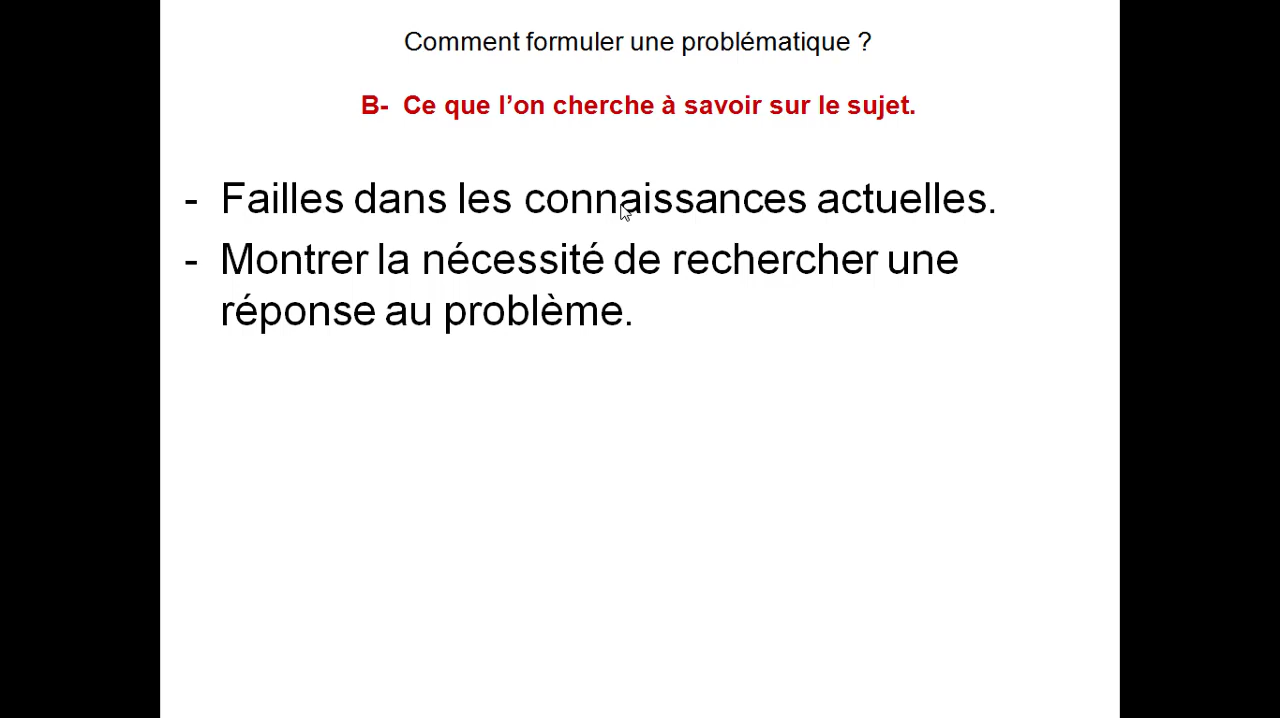 Comment formuler une problématique ?
B- Ce que l’on cherche à savoir sur le sujet.
- Failles dans les connaissances actuelles.
- Montrer la nécessité de rechercher une
réponse au problème.